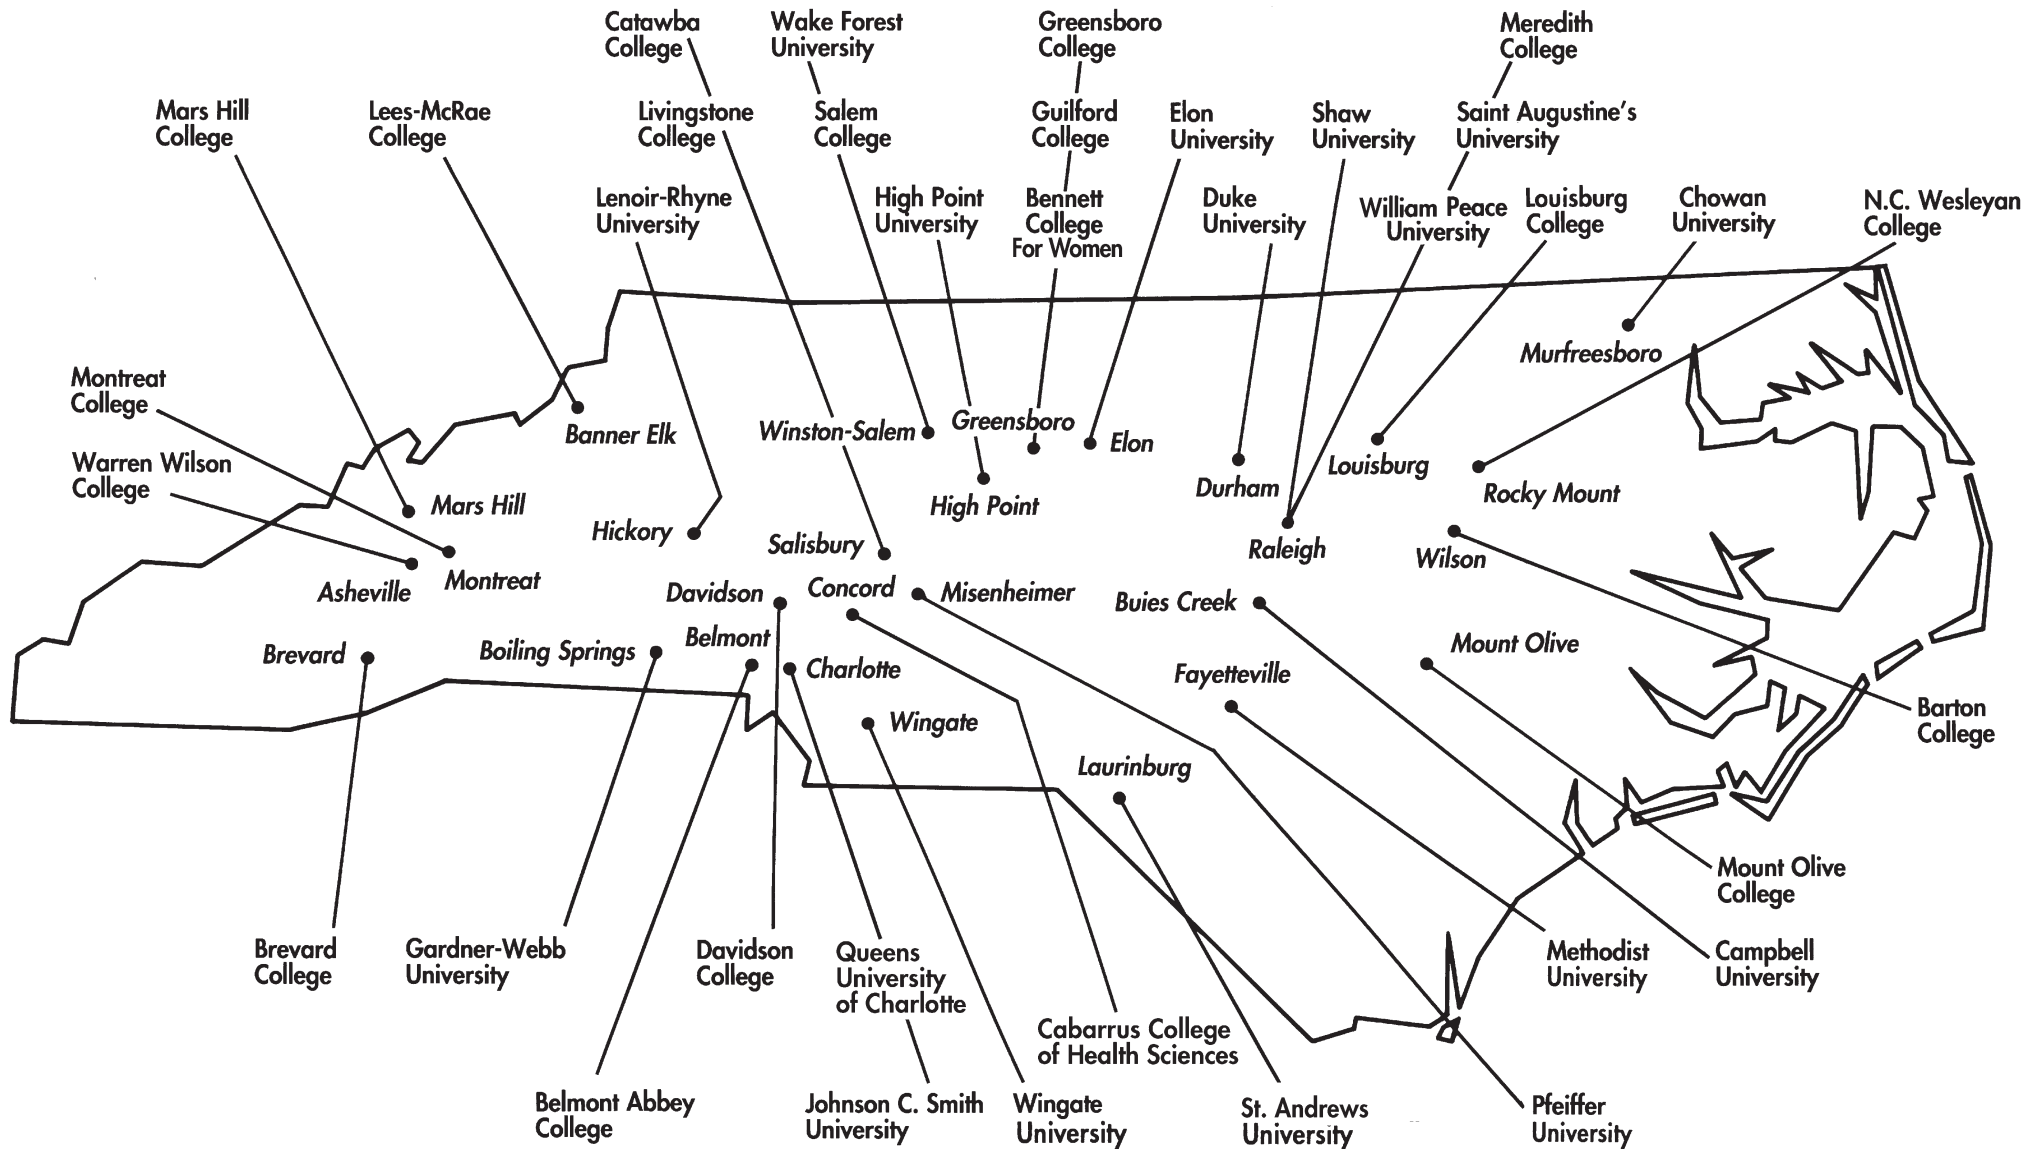 Catawba
College
Wake Forest
University
Greensboro
College
Meredith
College
Mars Hill
College
Lees-McRae
College
Livingstone
College
Salem
College
Guilford
College
Elon
University
Shaw
University
Saint Augustine's
University
Lenoir-Rhyne
University
High Point
University
Bennett
College
For Women
Duke
University
William Peace
University
Louisburg
College
Chowan
University
N.C. Wesleyan
College
Murfreesboro
Montreat
College
Banner Elk
Winston-Salem
Greensboro
Elon
Warren Wilson
College
Louisburg
Durham
Rocky Mount
Mars Hill
High Point
Hickory
Salisbury
Raleigh
Wilson
Asheville
Montreat
Davidson
Concord
Misenheimer
Buies Creek
Brevard
Boiling Springs
Belmont
Charlotte
Mount Olive
Fayetteville
Wingate
Barton
College
Laurinburg
Mount Olive
College
Brevard
College
Gardner-Webb
University
Davidson
College
Queens
University
of Charlotte
Methodist
University
Campbell
University
Cabarrus College
of Health Sciences
Belmont Abbey
College
Johnson C. Smith
University
Wingate
University
St. Andrews
University
Pfeiffer
University